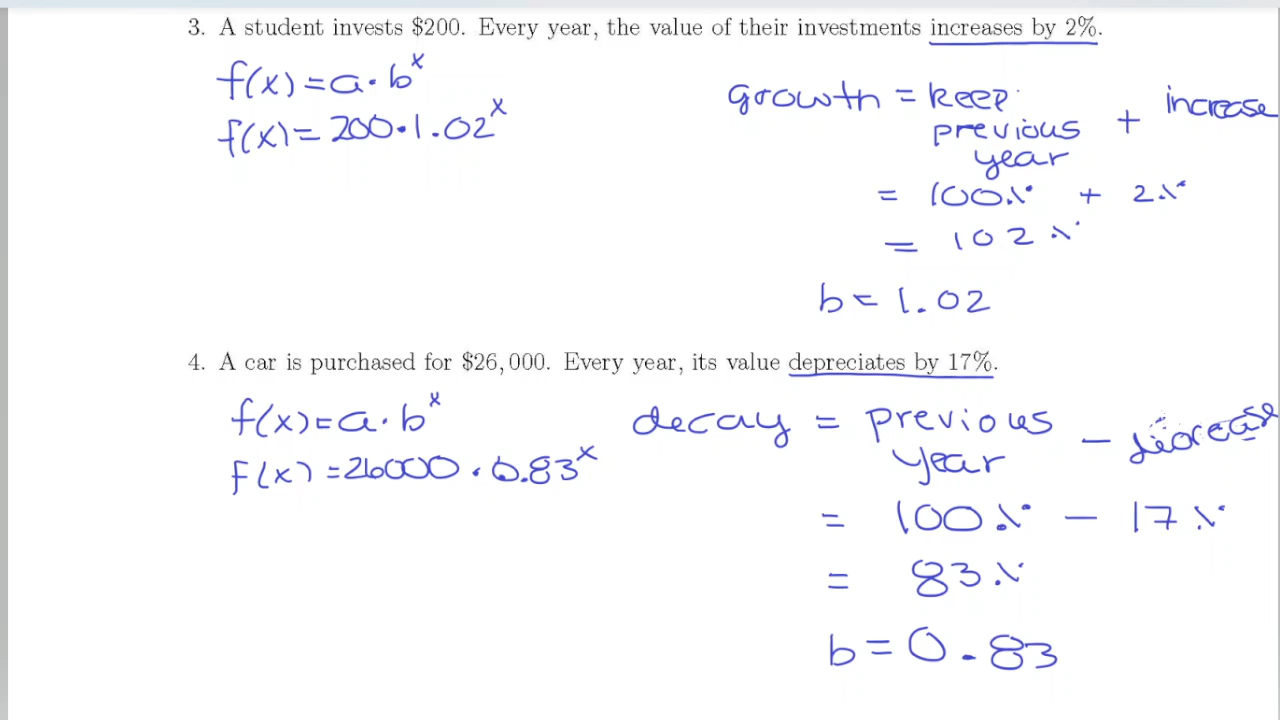 3. A student invests $200. Every year, the value of their investments increases by 2%.
f(x) = a · b^x
f(x) = 200 · 1.02^x
growth = keep previous year + increase
= 100% + 2%
= 102%
b = 1.02
4. A car is purchased for $26,000. Every year, its value depreciates by 17%.
f(x) = a · b^x
f(x) = 26000 · 0.83^x
decay = previous year - decrease
= 100% - 17%
= 83%
b = 0.83